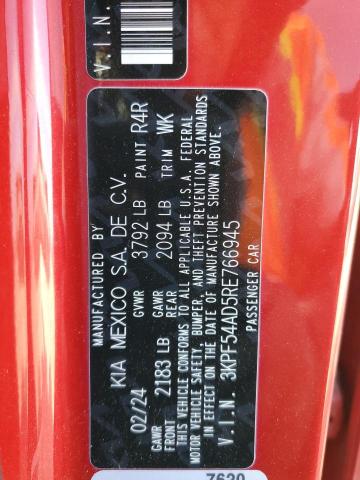 V.I.N.
MANUFACTURED BY
KIA MEXICO S.A. DE C.V.
02/24 GVWR 3792 LB PAINT R4R
GAWR FRONT 2183 LB GAWR REAR 2094 LB TRIM WK
THIS VEHICLE CONFORMS TO ALL APPLICABLE U.S.A. FEDERAL
MOTOR VEHICLE SAFETY, BUMPER, AND THEFT PREVENTION STANDARDS
IN EFFECT ON THE DATE OF MANUFACTURE SHOWN ABOVE.
V.I.N. 3KPF54AD5RE766945
PASSENGER CAR